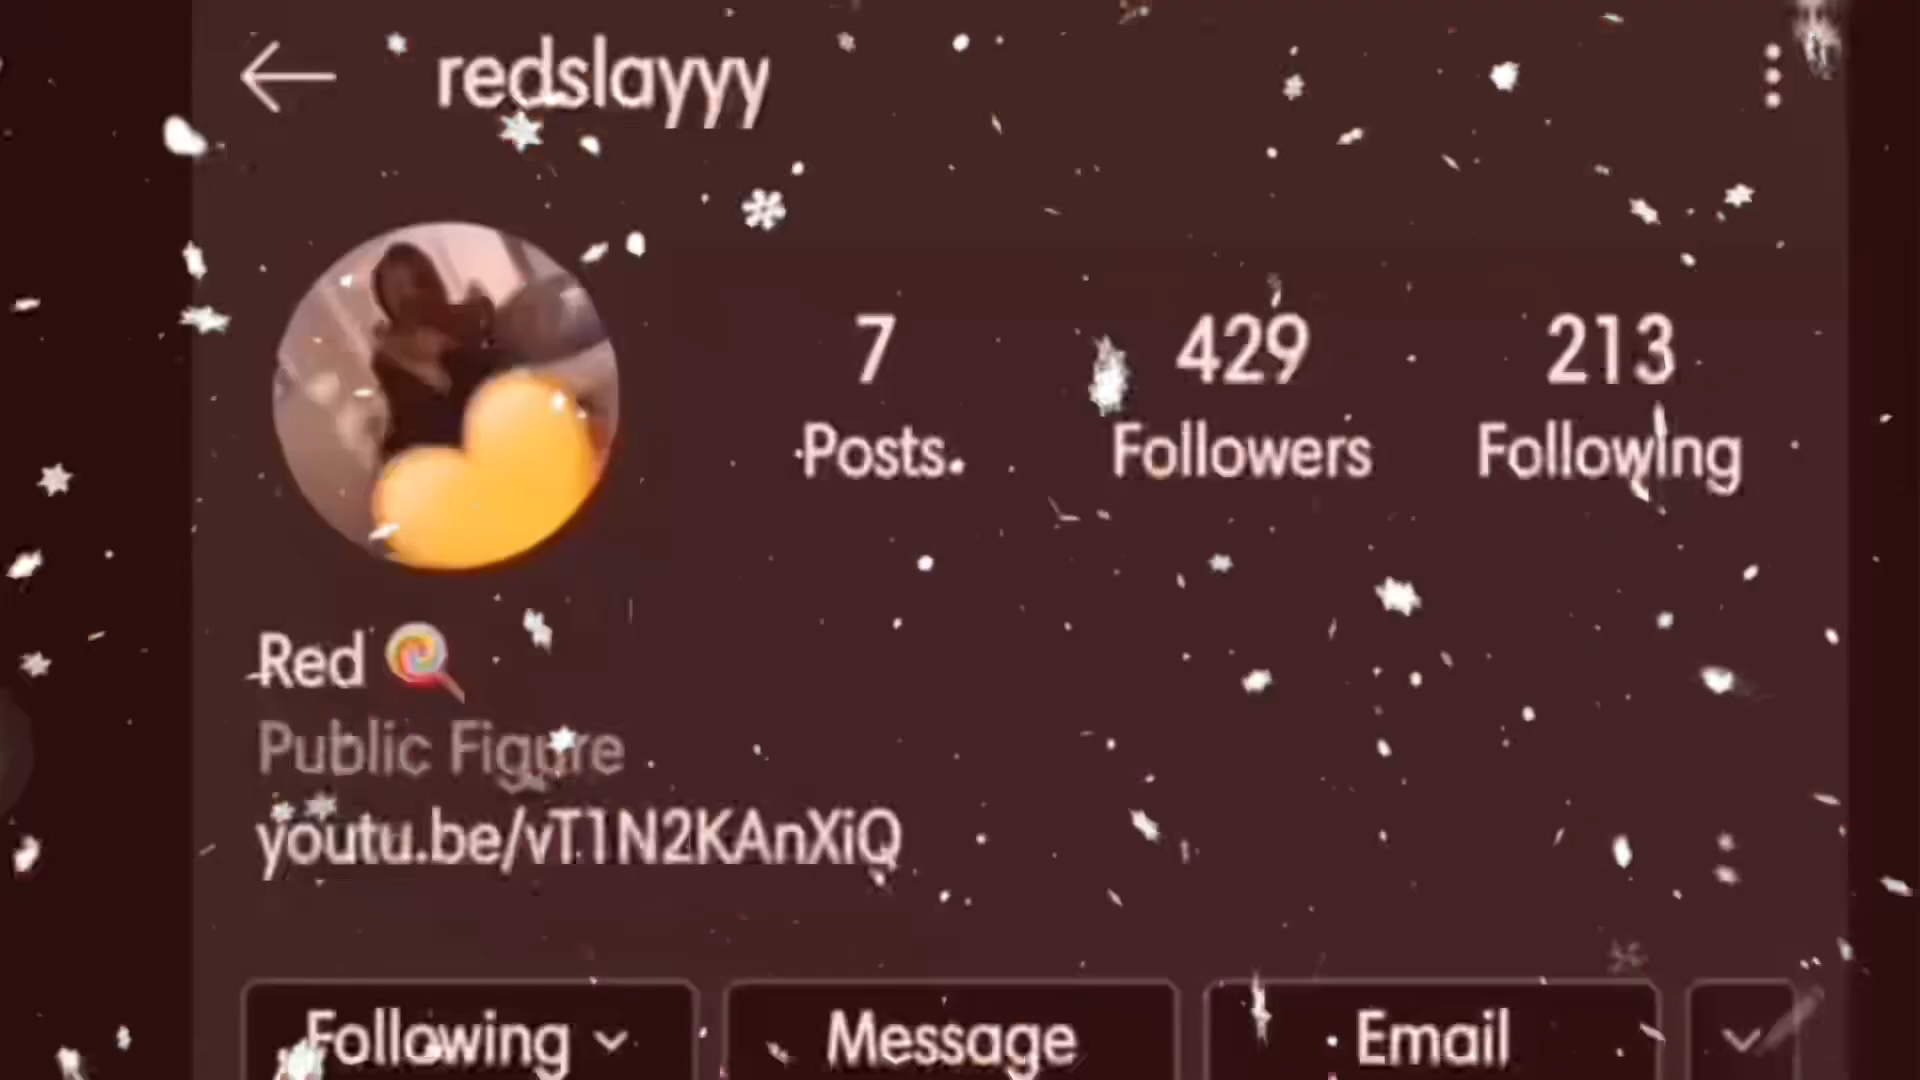 redslayyy
7 429 213
Posts Followers Following
Red
Public Figure
youtu.be/vT1N2KAnXiQ
Following Message Email